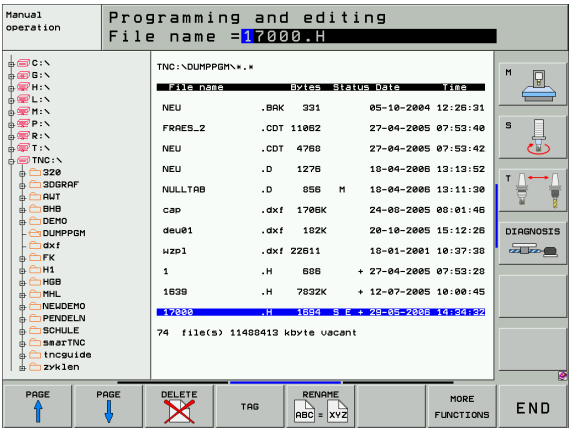 Manual
operation
Programming and editing
File name =17000.H
C:\
G:\
H:\
L:\
M:\
P:\
R:\
T:\
TNC:\
320
3DGRAF
AWT
BHB
DEMO
DUMPPGM
dxf
FK
H1
HGB
MHL
NEWDEMO
PENDELN
SCHULE
smarTNC
tncguide
zyklen
TNC:\DUMPPGM\*.*
File name Bytes Status Date Time
NEU .BAK 331 05-10-2004 12:26:31
FRAES_2 .CDT 11062 27-04-2005 07:53:40
NEU .CDT 4768 27-04-2005 07:53:42
NEU .D 1276 18-04-2006 13:13:52
NULLTAB .D 856 M 18-04-2006 13:11:30
cap .dxf 1706K 24-08-2005 08:01:46
deu01 .dxf 182K 20-10-2005 15:12:26
wzpl .dxf 22611 18-01-2001 10:37:38
1 .H 686 + 27-04-2005 07:53:28
1639 .H 7832K + 12-07-2005 10:00:45
17000 .H 1694 S E + 29-05-2006 14:34:32
74 file(s) 11488413 kbyte vacant
M
S
T
DIAGNOSIS
PAGE
PAGE
DELETE
TAG
RENAME
ABC = XYZ
MORE
FUNCTIONS
END